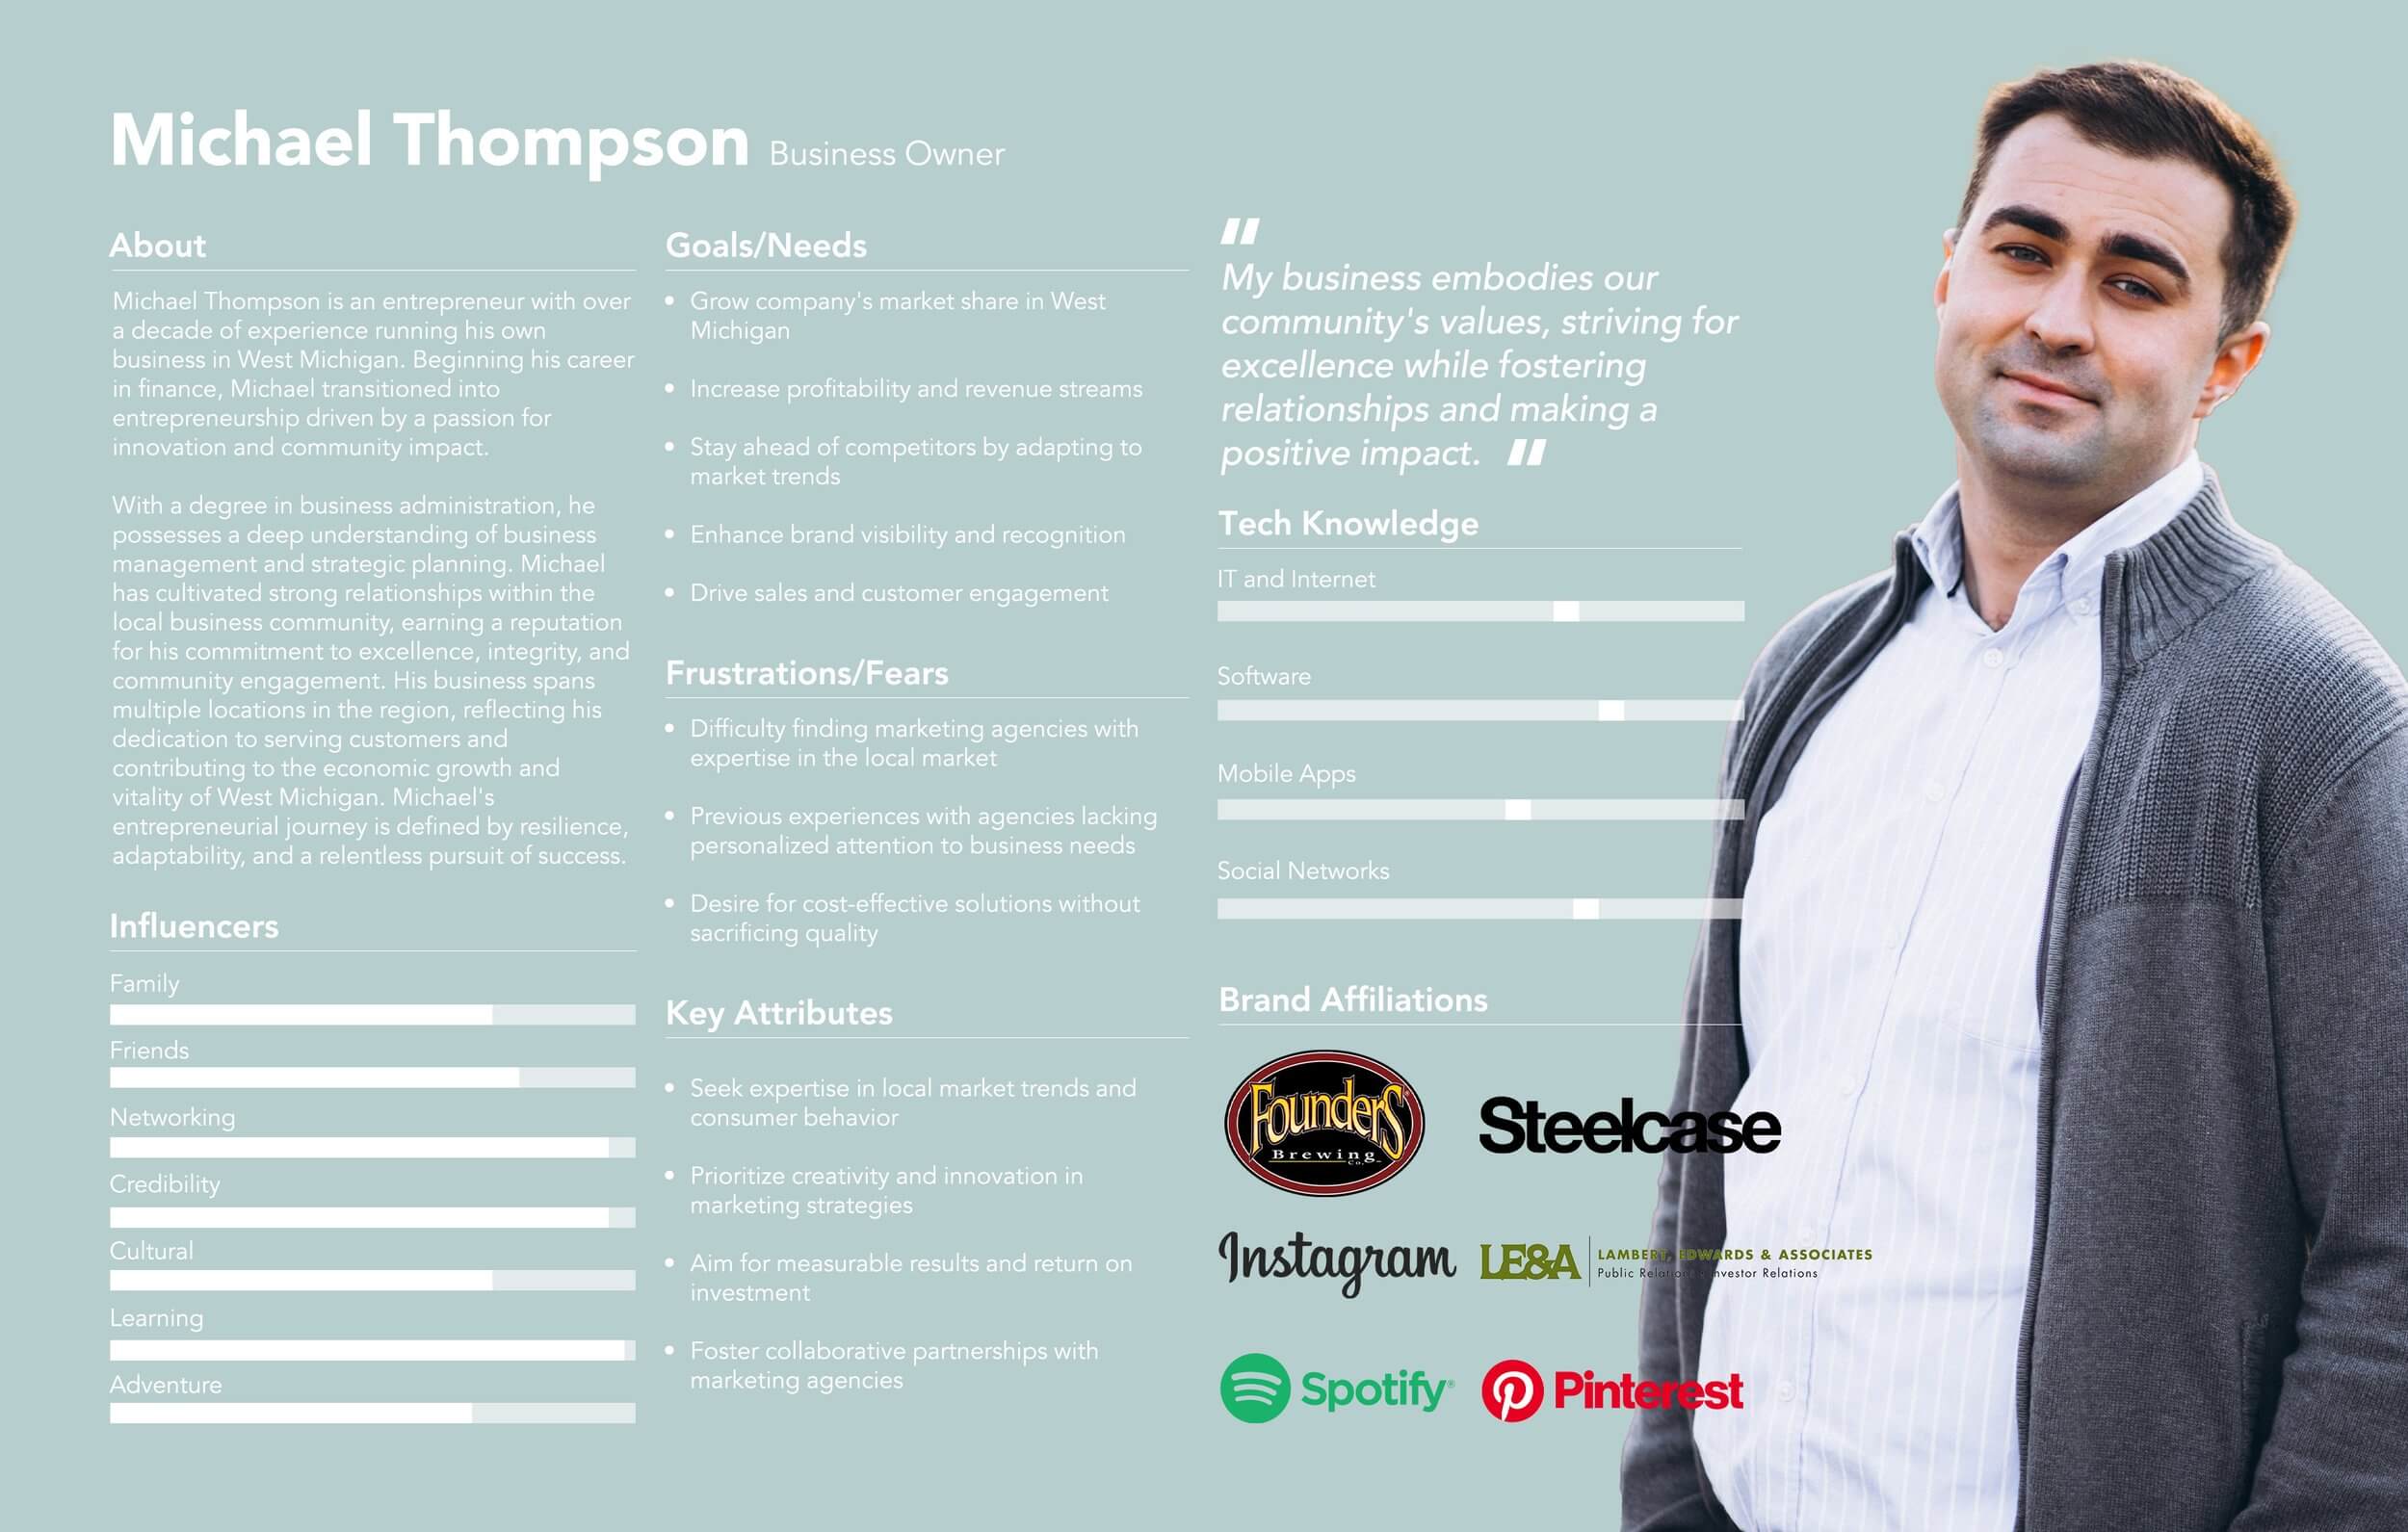 Michael Thompson Business Owner
About
Michael Thompson is an entrepreneur with over
a decade of experience running his own
business in West Michigan. Beginning his career
in finance, Michael transitioned into
entrepreneurship driven by a passion for
innovation and community impact.
With a degree in business administration, he
possesses a deep understanding of business
management and strategic planning. Michael
has cultivated strong relationships within the
local business community, earning a reputation
for his commitment to excellence, integrity, and
community engagement. His business spans
multiple locations in the region, reflecting his
dedication to serving customers and
contributing to the economic growth and
vitality of West Michigan. Michael's
entrepreneurial journey is defined by resilience,
adaptability, and a relentless pursuit of success.
Influencers
Family
Friends
Networking
Credibility
Cultural
Learning
Adventure
Goals/Needs
• Grow company's market share in West
Michigan
• Increase profitability and revenue streams
• Stay ahead of competitors by adapting to
market trends
• Enhance brand visibility and recognition
• Drive sales and customer engagement
Frustrations/Fears
• Difficulty finding marketing agencies with
expertise in the local market
• Previous experiences with agencies lacking
personalized attention to business needs
• Desire for cost-effective solutions without
sacrificing quality
Key Attributes
• Seek expertise in local market trends and
consumer behavior
• Prioritize creativity and innovation in
marketing strategies
• Aim for measurable results and return on
investment
• Foster collaborative partnerships with
marketing agencies
"
My business embodies our
community's values, striving for
excellence while fostering
relationships and making a
positive impact. "
Tech Knowledge
IT and Internet
Software
Mobile Apps
Social Networks
Brand Affiliations
Founders
Brewing Co.
Steelcase
Instagram
LE&A
LAMBERT, EDWARDS & ASSOCIATES
Public Relations Investor Relations
Spotify®
Pinterest